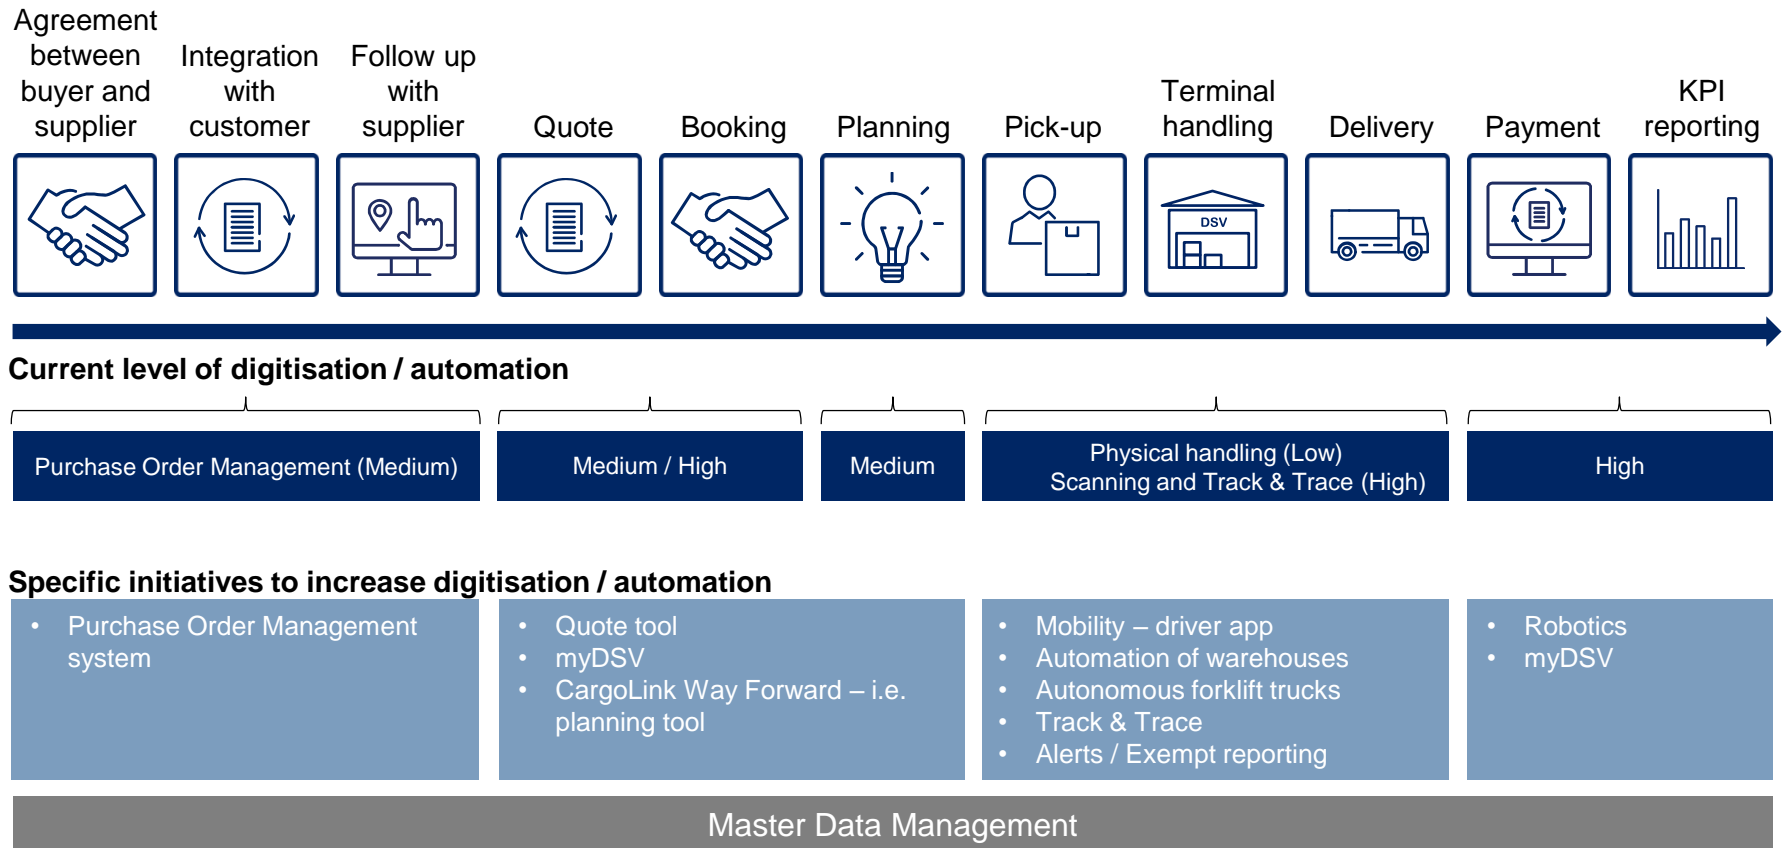 Agreement
between
buyer and
supplier
Integration
with
customer
Follow up
with
supplier
Quote
Booking
Planning
Pick-up
Terminal
handling
Delivery
Payment
KPI
reporting
DSV
Current level of digitisation / automation
Purchase Order Management (Medium)
Medium / High
Medium
Physical handling (Low)
Scanning and Track & Trace (High)
High
Specific initiatives to increase digitisation / automation
• Purchase Order Management
system
• Quote tool
• myDSV
• CargoLink Way Forward – i.e.
planning tool
• Mobility – driver app
• Automation of warehouses
• Autonomous forklift trucks
• Track & Trace
• Alerts / Exempt reporting
• Robotics
• myDSV
Master Data Management